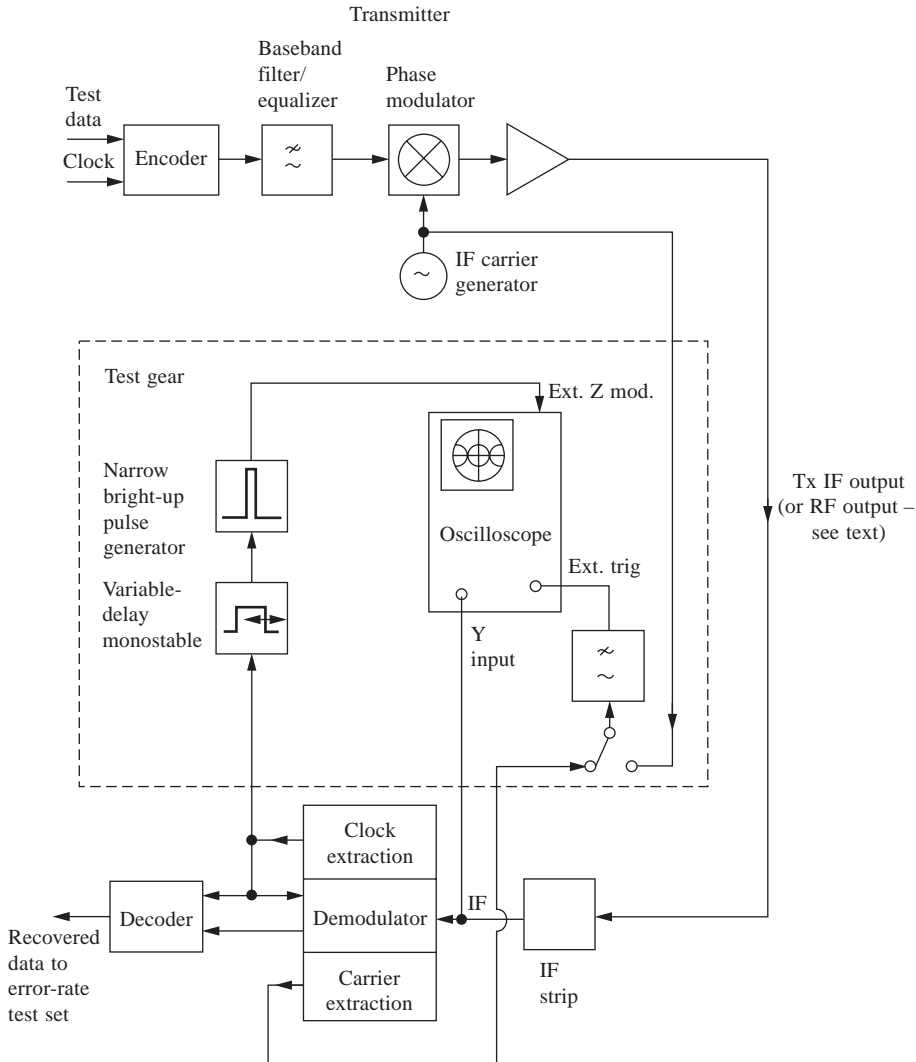 Transmitter
Baseband
filter/
equalizer
Phase
modulator
Test
data
Clock
Encoder
IF carrier
generator
Test gear
Ext. Z mod.
Narrow
bright-up
pulse
generator
Oscilloscope
Tx IF output
(or RF output –
see text)
Ext. trig
Variable-
delay
monostable
Y
input
Clock
extraction
Decoder
Demodulator
IF
Recovered
data to
error-rate
test set
Carrier
extraction
IF
strip